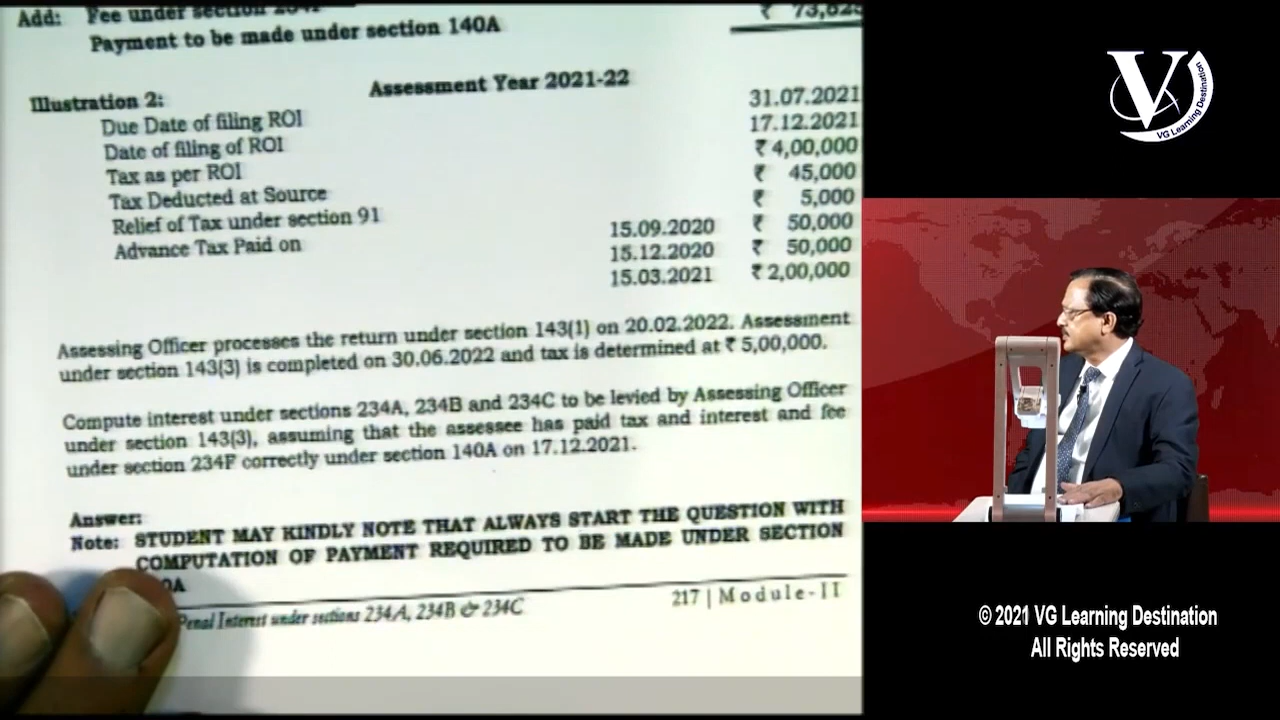 Add: Fee under section 234F ₹ 73,825
Payment to be made under section 140A
Illustration 2: Assessment Year 2021-22
Due Date of filing ROI 31.07.2021
Date of filing of ROI 17.12.2021
Tax as per ROI ₹ 4,00,000
Tax Deducted at Source ₹ 45,000
Relief of Tax under section 91 ₹ 5,000
Advance Tax Paid on 15.09.2020 ₹ 50,000
15.12.2020 ₹ 50,000
15.03.2021 ₹ 2,00,000
Assessing Officer processes the return under section 143(1) on 20.02.2022. Assessment
under section 143(3) is completed on 30.06.2022 and tax is determined at ₹ 5,00,000.
Compute interest under sections 234A, 234B and 234C to be levied by Assessing Officer
under section 143(3), assuming that the assessee has paid tax and interest and fee
under section 234F correctly under section 140A on 17.12.2021.
Answer:
Note: STUDENT MAY KINDLY NOTE THAT ALWAYS START THE QUESTION WITH
COMPUTATION OF PAYMENT REQUIRED TO BE MADE UNDER SECTION
0A
Penal Interest under sections 234A, 234B & 234C 217 | Module-II
V
VG Learning Destination
© 2021 VG Learning Destination
All Rights Reserved